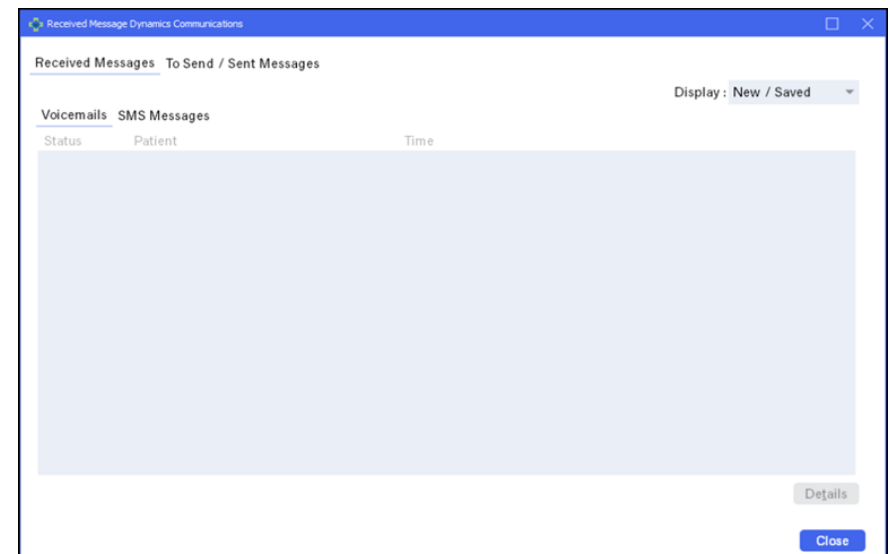 Received Message Dynamics Communications
Received Messages To Send / Sent Messages
Display : New / Saved
Voicemails SMS Messages
Status Patient Time
Details
Close